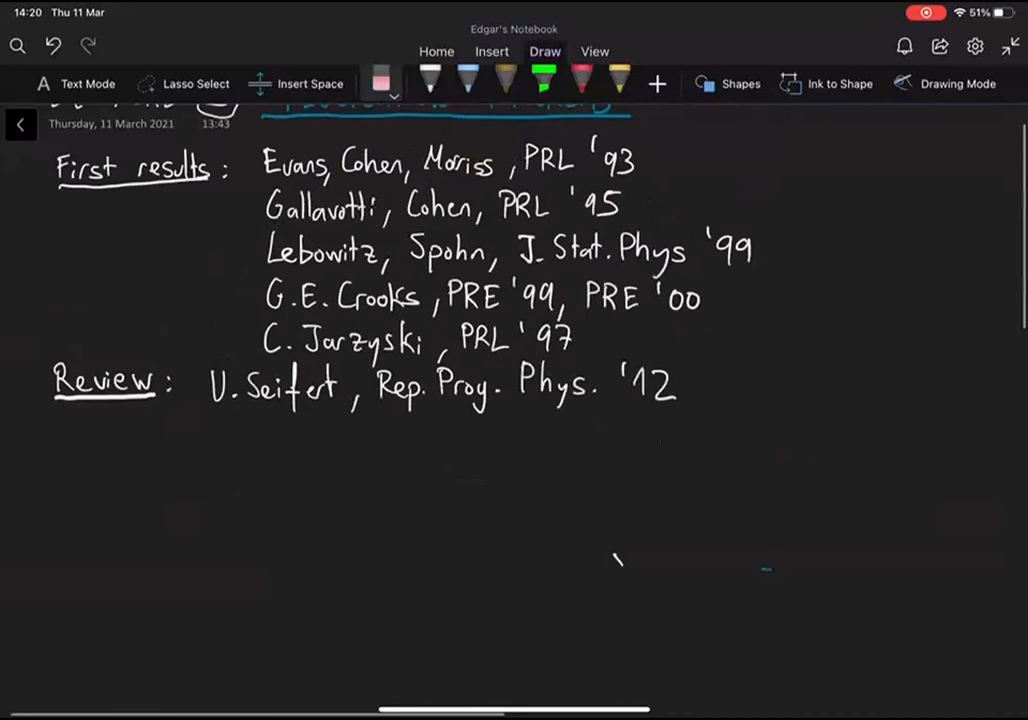 14:20 Thu 11 Mar 51%
Edgar's Notebook
Home Insert Draw View
A Text Mode Lasso Select Insert Space Shapes Ink to Shape Drawing Mode
Thursday, 11 March 2021 13:43
First results: Evans, Cohen, Moriss, PRL '93
Gallavotti, Cohen, PRL '95
Lebowitz, Spohn, J. Stat. Phys '99
G.E. Crooks, PRE '99, PRE '00
C. Jarzyski, PRL '97
Review: U. Seifert, Rep. Prog. Phys. '12